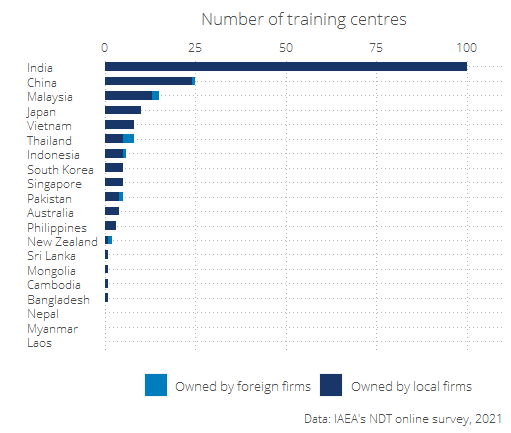 Number of training centres
0 25 50 75 100
India
China
Malaysia
Japan
Vietnam
Thailand
Indonesia
South Korea
Singapore
Pakistan
Australia
Philippines
New Zealand
Sri Lanka
Mongolia
Cambodia
Bangladesh
Nepal
Myanmar
Laos
Owned by foreign firms Owned by local firms
Data: IAEA's NDT online survey, 2021